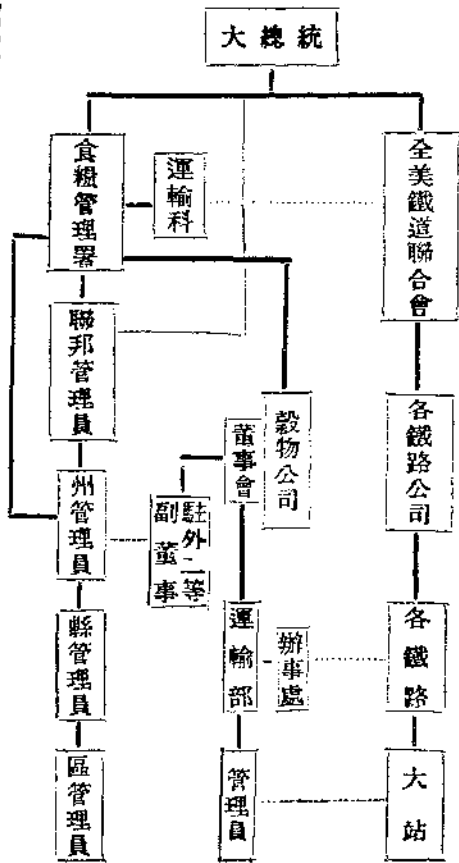 大總統
全美鐵道聯合會
運輸科
食糧管理署
各鐵路公司
穀物公司
董事會
聯邦管理員
駐外二等
副董事
州管理員
各鐵路
辦事處
運輸部
縣管理員
大站
管理員
區管理員